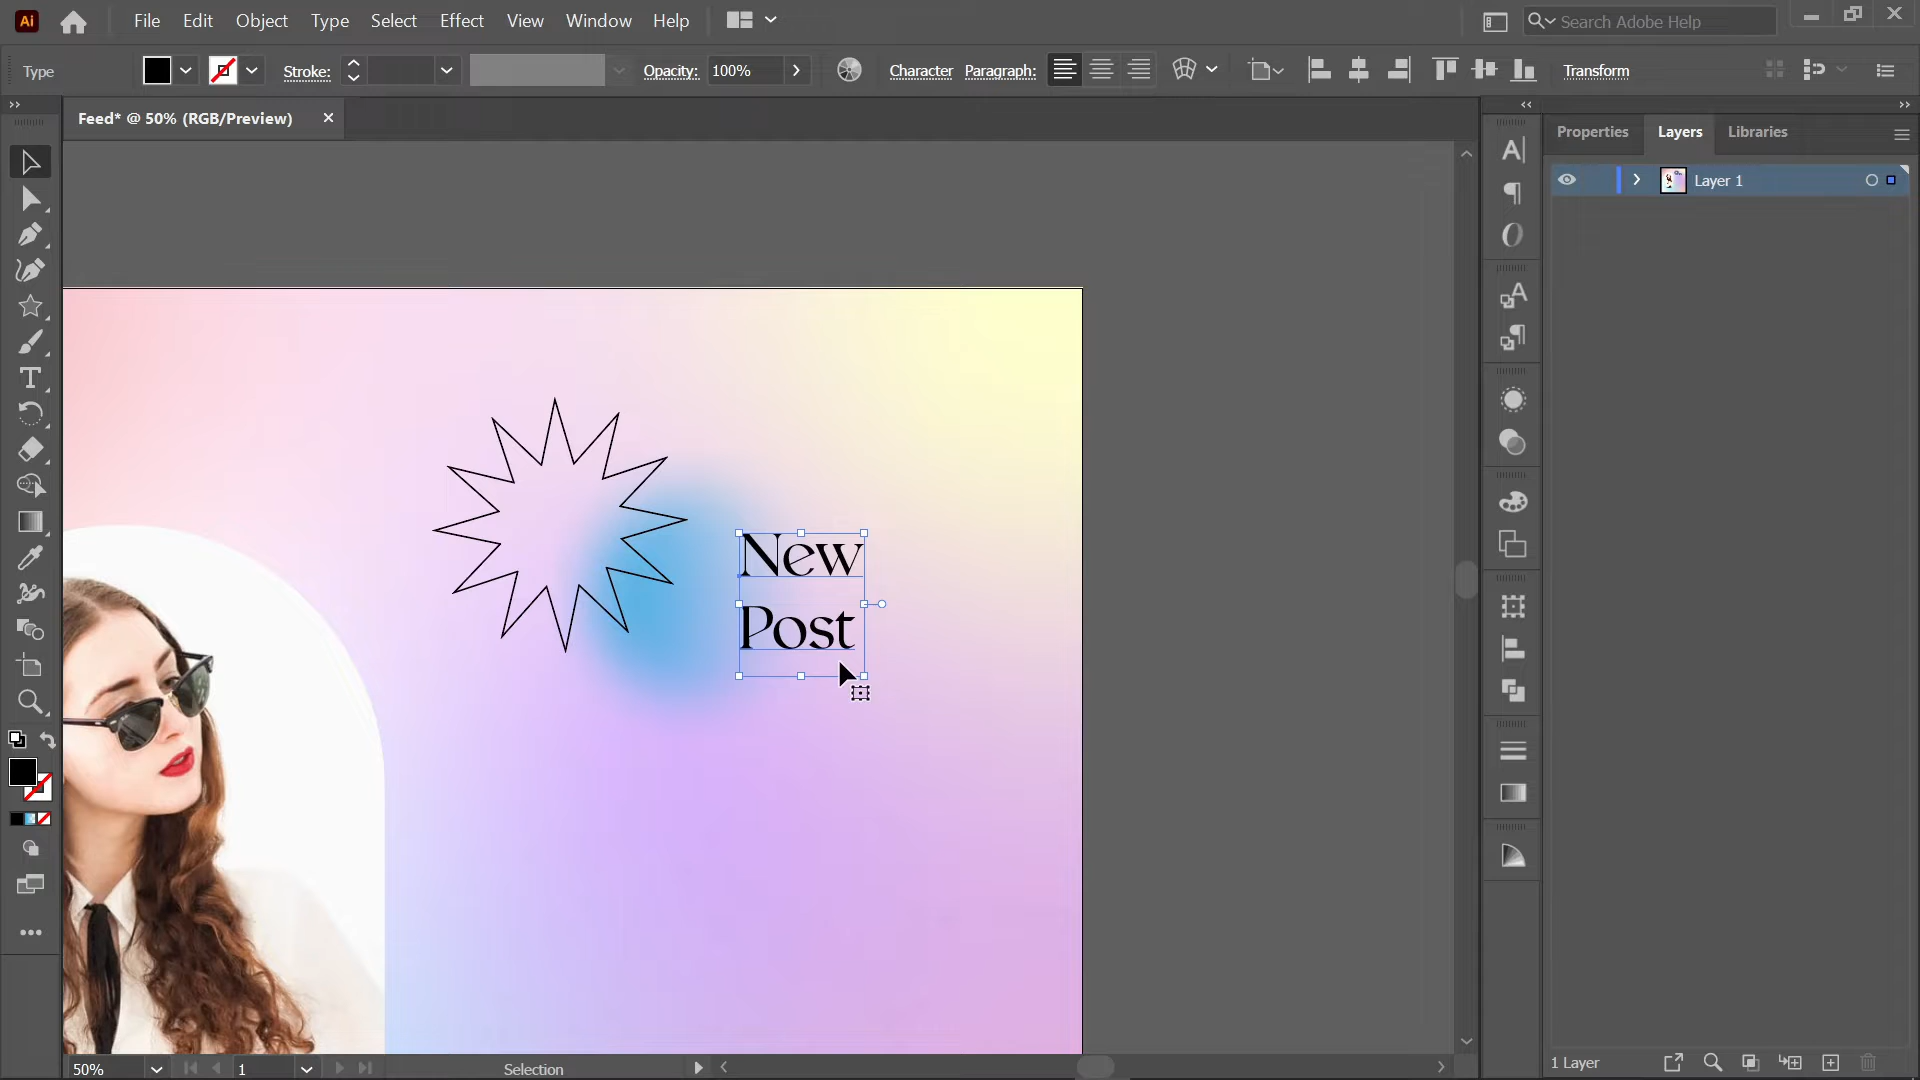 Ai File Edit Object Type Select Effect View Window Help Search Adobe Help
Type Stroke: Opacity: 100% Character Paragraph: Transform
Feed* @ 50% (RGB/Preview)
Properties Layers Libraries
Layer 1
New
Post
50% 1 Selection 1 Layer